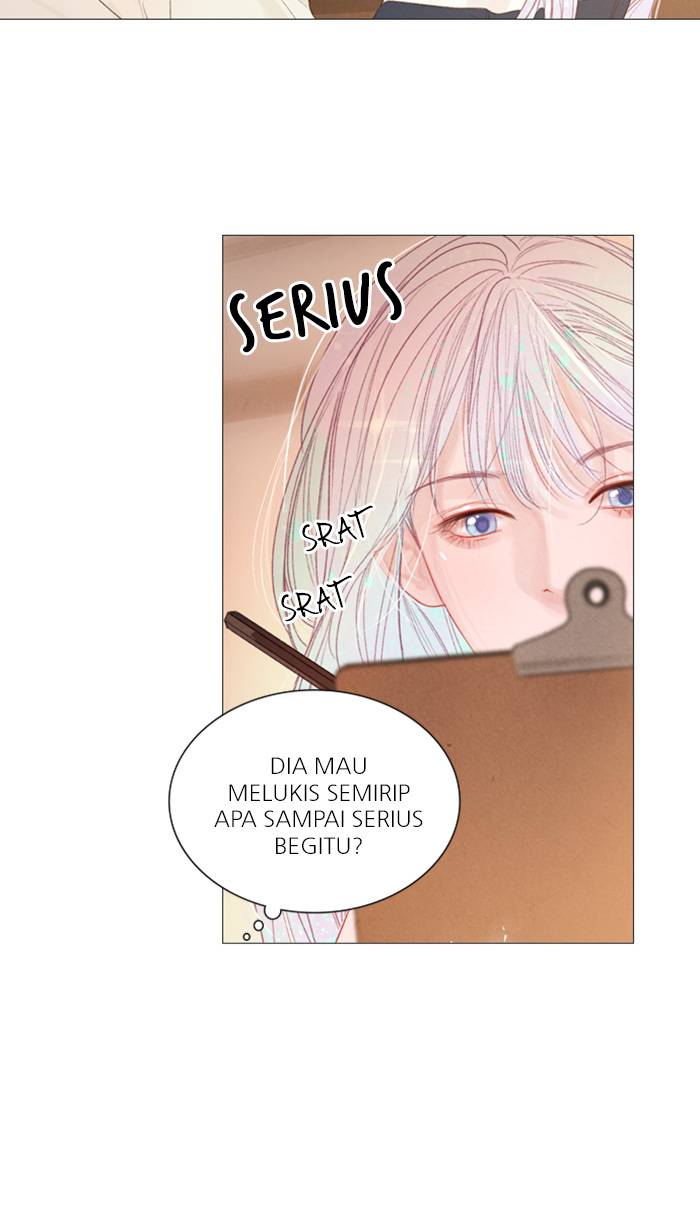 SERIUS
SRAT
SRAT
DIA MAU
MELUKIS SEMIRIP
APA SAMPAI SERIUS
BEGITU?